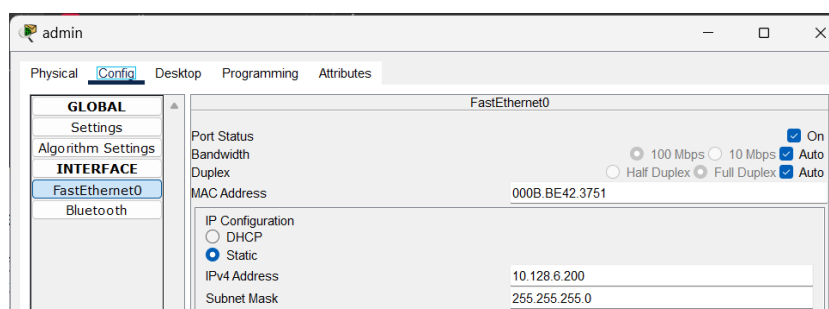 admin
Physical Config Desktop Programming Attributes
GLOBAL
Settings
Algorithm Settings
INTERFACE
FastEthernet0
Bluetooth
FastEthernet0
Port Status On
Bandwidth 100 Mbps 10 Mbps Auto
Duplex Half Duplex Full Duplex Auto
MAC Address 000B.BE42.3751
IP Configuration
DHCP
Static
IPv4 Address 10.128.6.200
Subnet Mask 255.255.255.0